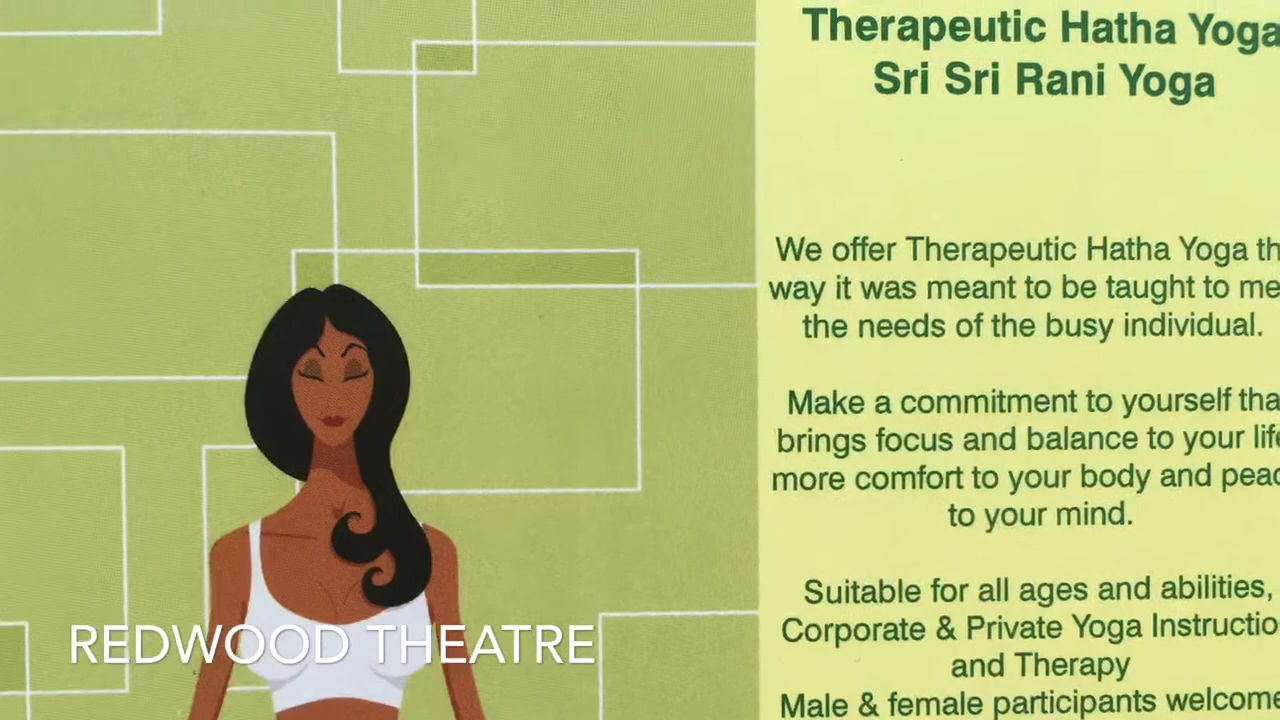 Therapeutic Hatha Yoga
Sri Sri Rani Yoga
We offer Therapeutic Hatha Yoga th
way it was meant to be taught to me
the needs of the busy individual.
Make a commitment to yourself tha
brings focus and balance to your life
more comfort to your body and peac
to your mind.
Suitable for all ages and abilities,
Corporate & Private Yoga Instructio
and Therapy
Male & female participants welcome
REDWOOD THEATRE